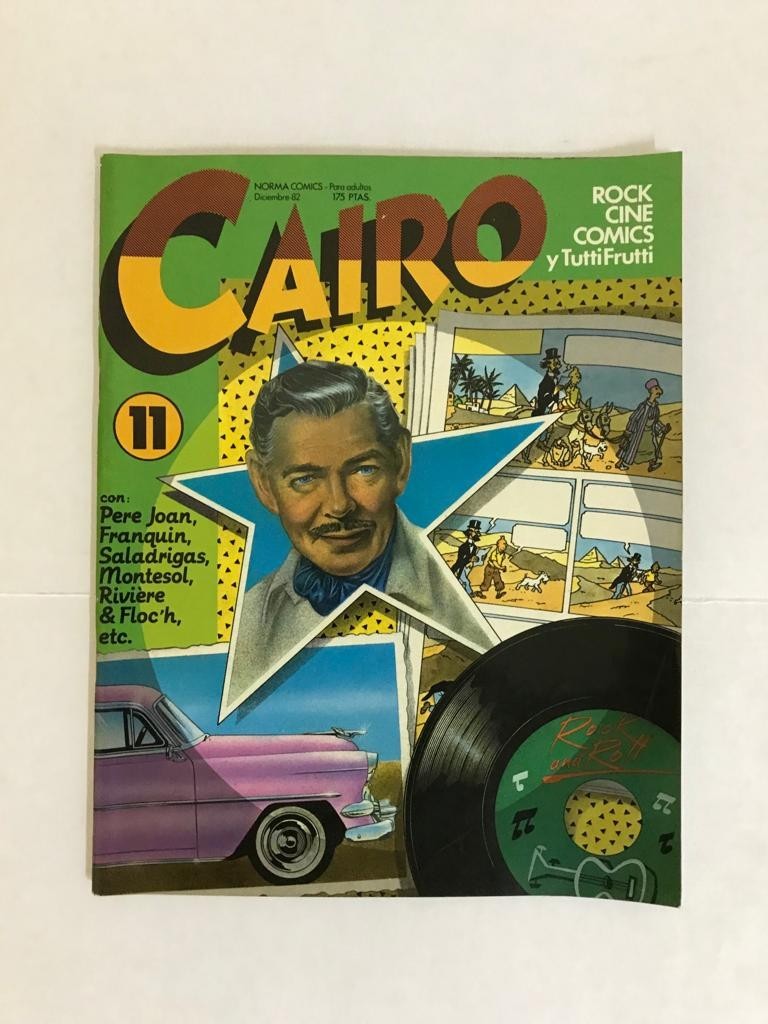 NORMA COMICS - Para adultos
Diciembre-82 175 PTAS.
CAIRO
ROCK
CINE
COMICS
y TuttiFrutti
11
con:
Pere Joan,
Franquin,
Saladrigas,
Montesol,
Rivière
& Floc'h,
etc.
Rock
and Roll